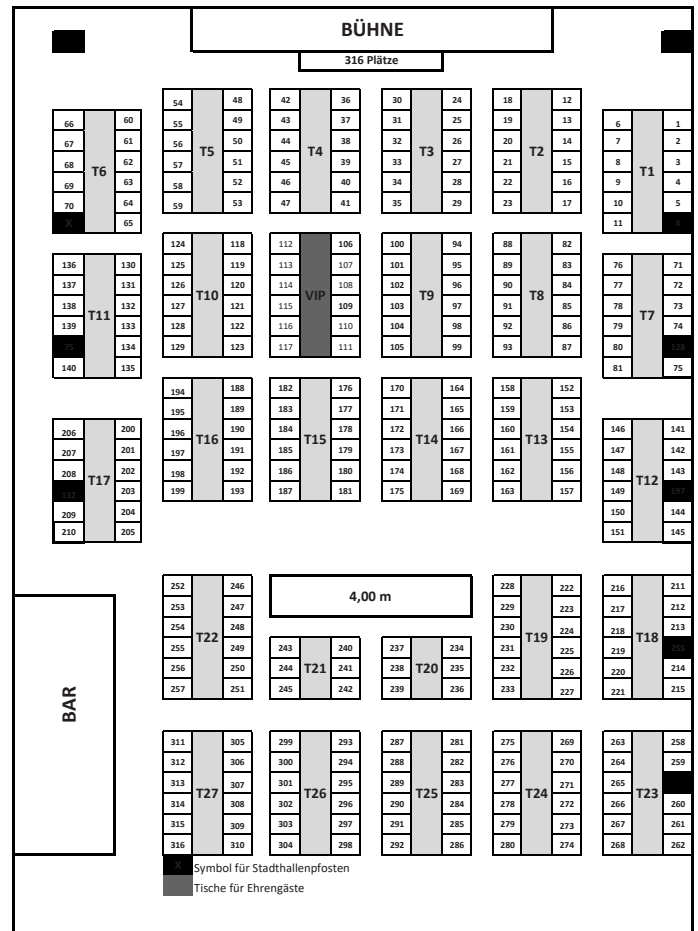 BÜHNE
316 Plätze
54 48 42 36 30 24 18 12
66 60 55 49 43 37 31 25 19 13 6 1
67 61 56 50 44 38 32 26 20 14 7 2
68 T6 62 57 T5 51 45 T4 39 33 T3 27 21 T2 15 8 T1 3
69 63 58 52 46 40 34 28 22 16 9 4
70 64 59 53 47 41 35 29 23 17 10 5
X 65 11 X
124 118 112 106 100 94 88 82
136 130 125 119 113 107 101 95 89 83 76 71
137 131 126 120 114 108 102 96 90 84 77 72
138 T11 132 127 T10 121 115 VIP 109 103 T9 97 91 T8 85 78 T7 73
139 133 128 122 116 110 104 98 92 86 79 74
75 134 129 123 117 111 105 99 93 87 80 128
140 135 81 75
194 188 182 176 170 164 158 152
195 189 183 177 171 165 159 153
206 200 196 190 184 178 172 166 160 154 146 141
207 201 197 T16 191 185 T15 179 173 T14 167 161 T13 155 147 142
208 T17 202 198 192 186 180 174 168 162 156 148 T12 143
132 203 199 193 187 181 175 169 163 157 149 197
209 204 150 144
210 205 151 145
252 246 4,00 m 228 222 216 211
253 247 229 223 217 212
254 248 230 224 218 213
255 T22 249 243 240 237 234 231 T19 225 219 T18 255
256 250 244 T21 241 238 T20 235 232 226 220 214
257 251 245 242 239 236 233 227 221 215
BAR
311 305 299 293 287 281 275 269 263 258
312 306 300 294 288 282 276 270 264 259
313 307 301 295 289 283 277 271 265
314 T27 308 302 T26 296 290 T25 284 278 T24 272 266 T23 260
315 309 303 297 291 285 279 273 267 261
316 310 304 298 292 286 280 274 268 262
X Symbol für Stadthallenpfosten
Tische für Ehrengäste